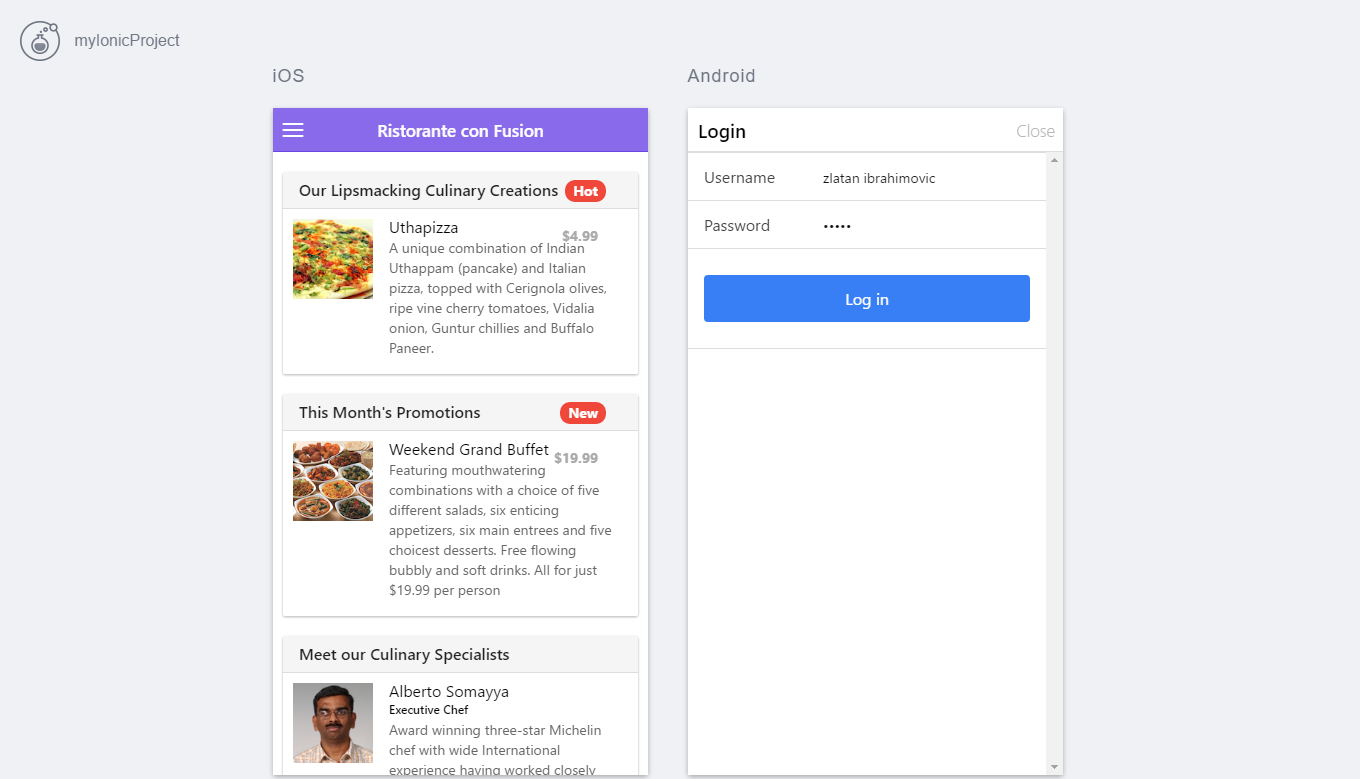 myIonicProject
iOS
Ristorante con Fusion
Our Lipsmacking Culinary Creations Hot
Uthapizza
$4.99
A unique combination of Indian
Uthappam (pancake) and Italian
pizza, topped with Cerignola olives,
ripe vine cherry tomatoes, Vidalia
onion, Guntur chillies and Buffalo
Paneer.
This Month's Promotions New
Weekend Grand Buffet
$19.99
Featuring mouthwatering
combinations with a choice of five
different salads, six enticing
appetizers, six main entrees and five
choicest desserts. Free flowing
bubbly and soft drinks. All for just
$19.99 per person
Meet our Culinary Specialists
Alberto Somayya
Executive Chef
Award winning three-star Michelin
chef with wide International
experience having worked closely
Android
Login Close
Username zlatan ibrahimovic
Password •••••
Log in